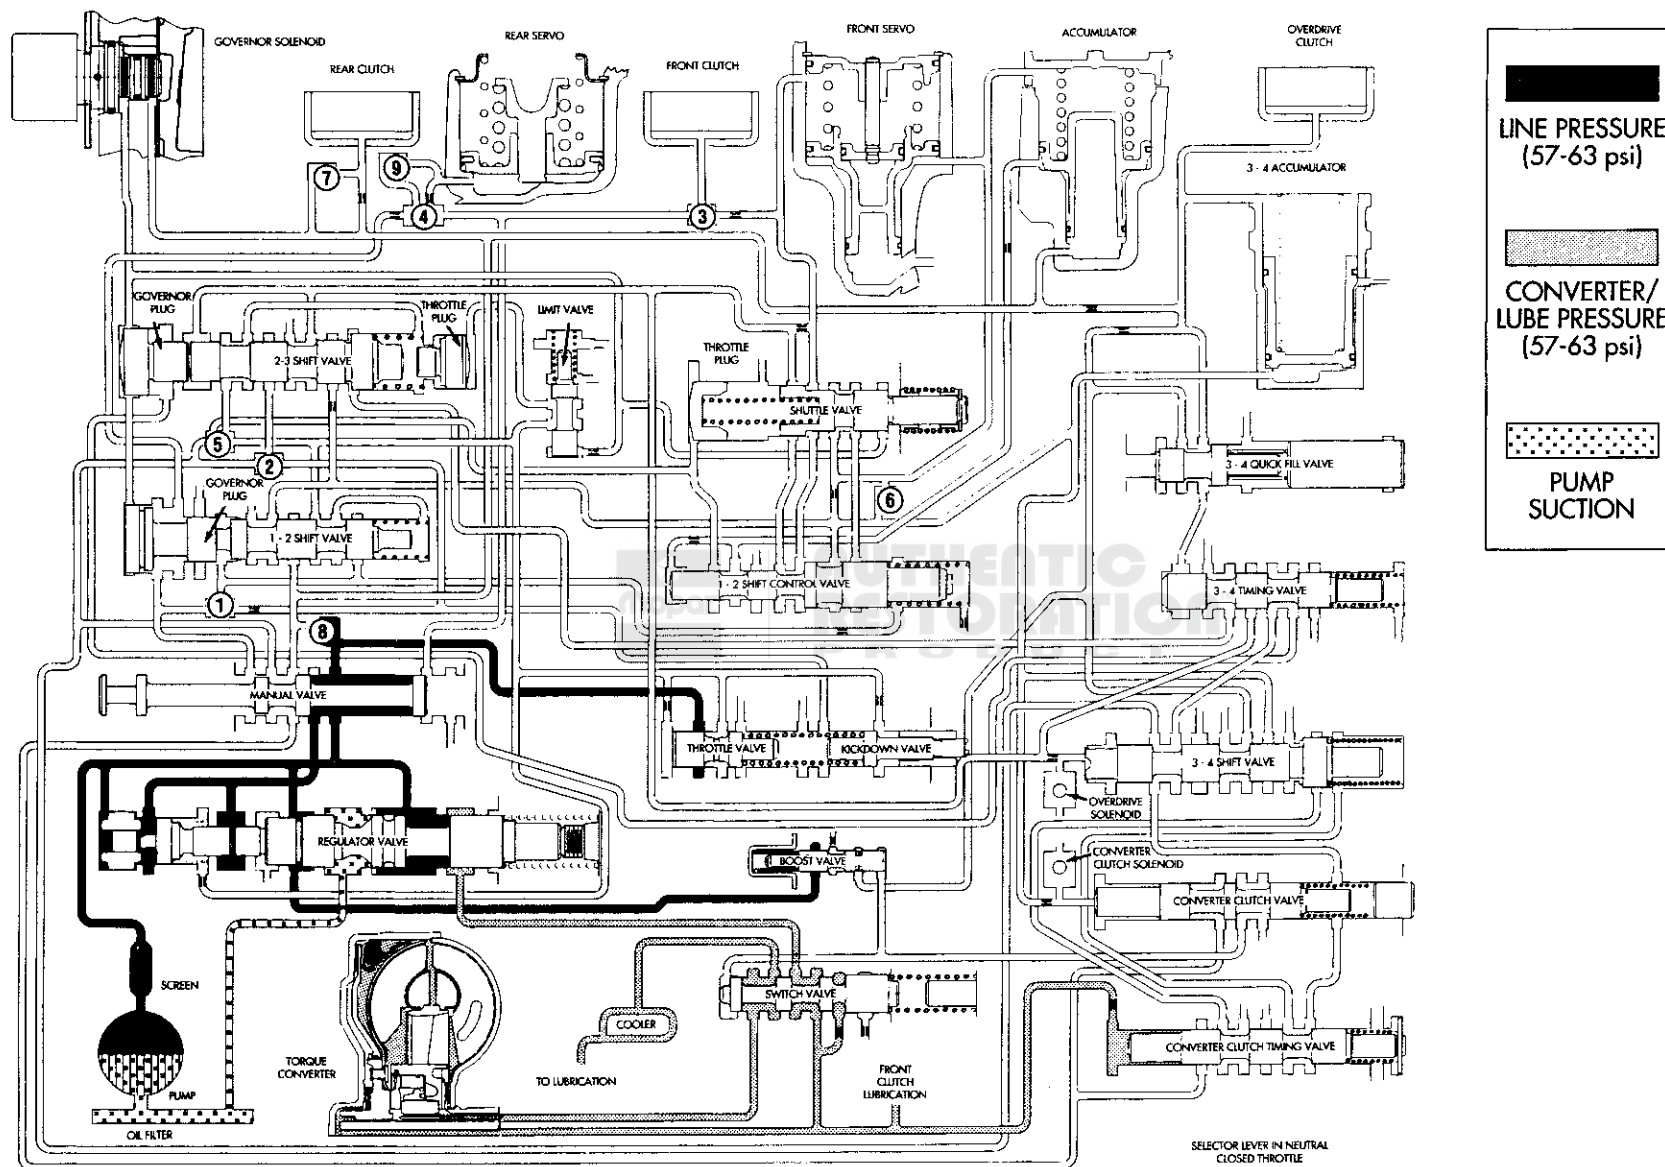 GOVERNOR SOLENOID
REAR CLUTCH
REAR SERVO
FRONT CLUTCH
FRONT SERVO
ACCUMULATOR
OVERDRIVE
CLUTCH
3 - 4 ACCUMULATOR
LINE PRESSURE
(57-63 psi)
CONVERTER/
LUBE PRESSURE
(57-63 psi)
PUMP
SUCTION
7
9
4
3
GOVERNOR
PLUG
THROTTLE
PLUG
LIMIT VALVE
2-3 SHIFT VALVE
THROTTLE
PLUG
SHUTTLE VALVE
5
2
3 - 4 QUICK FILL VALVE
GOVERNOR
PLUG
6
1 - 2 SHIFT VALVE
AUTHENTIC
RESTORATION
PRODUCT
1 - 2 SHIFT CONTROL VALVE
3 - 4 TIMING VALVE
1
8
MANUAL VALVE
THROTTLE VALVE
KICKDOWN VALVE
3 - 4 SHIFT VALVE
OVERDRIVE
SOLENOID
REGULATOR VALVE
BOOST VALVE
CONVERTER
CLUTCH SOLENOID
CONVERTER CLUTCH VALVE
SCREEN
SWITCH VALVE
COOLER
CONVERTER CLUTCH TIMING VALVE
TORQUE
CONVERTER
TO LUBRICATION
FRONT
CLUTCH
LUBRICATION
PUMP
OIL FILTER
SELECTOR LEVER IN NEUTRAL
CLOSED THROTTLE